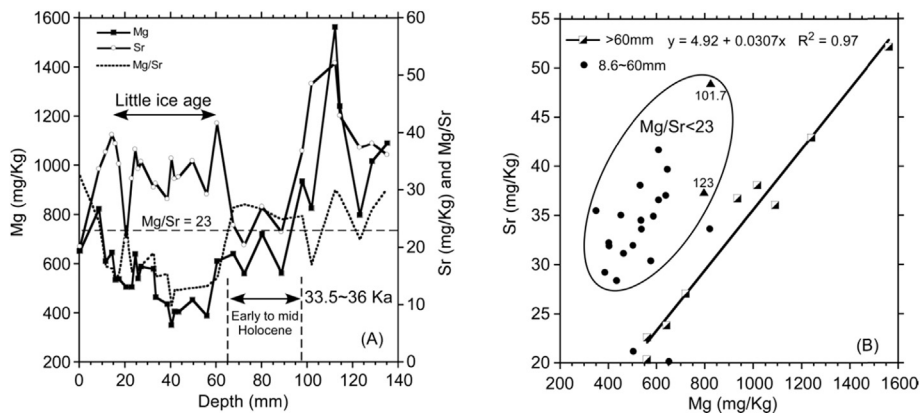 1600
1400
1200
1000
800
600
400
200
Mg (mg/Kg)
Mg
Sr
Mg/Sr
Little ice age
Mg/Sr = 23
Early to mid
Holocene
33.5~36 Ka
(A)
0 20 40 60 80 100 120 140
Depth (mm)
60
50
40
30
20
10
0
Sr (mg/Kg) and Mg/Sr
55
50
45
40
35
30
25
20
Sr (mg/Kg)
>60mm y = 4.92 + 0.0307x R2 = 0.97
8.6~60mm
101.7
Mg/Sr<23
123
(B)
200 400 600 800 1000 1200 1400 1600
Mg (mg/Kg)